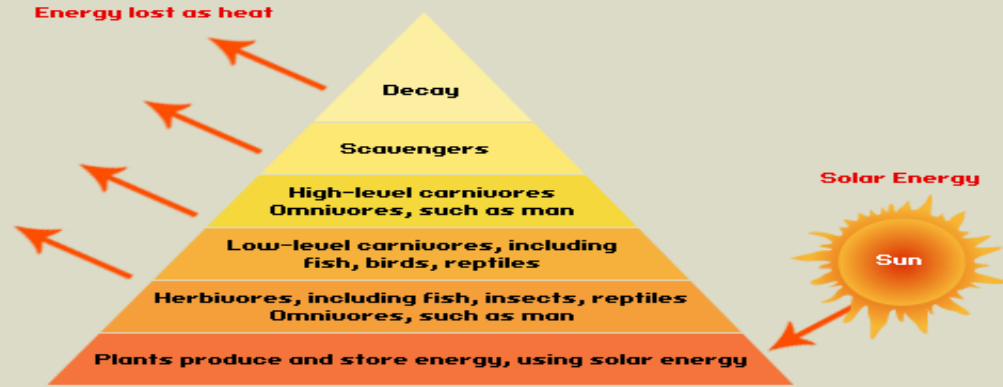 Energy lost as heat
Decay
Scavengers
High-level carnivores
Omnivores, such as man
Solar Energy
Sun
Low-level carnivores, including
fish, birds, reptiles
Herbivores, including fish, insects, reptiles
Omnivores, such as man
Plants produce and store energy, using solar energy